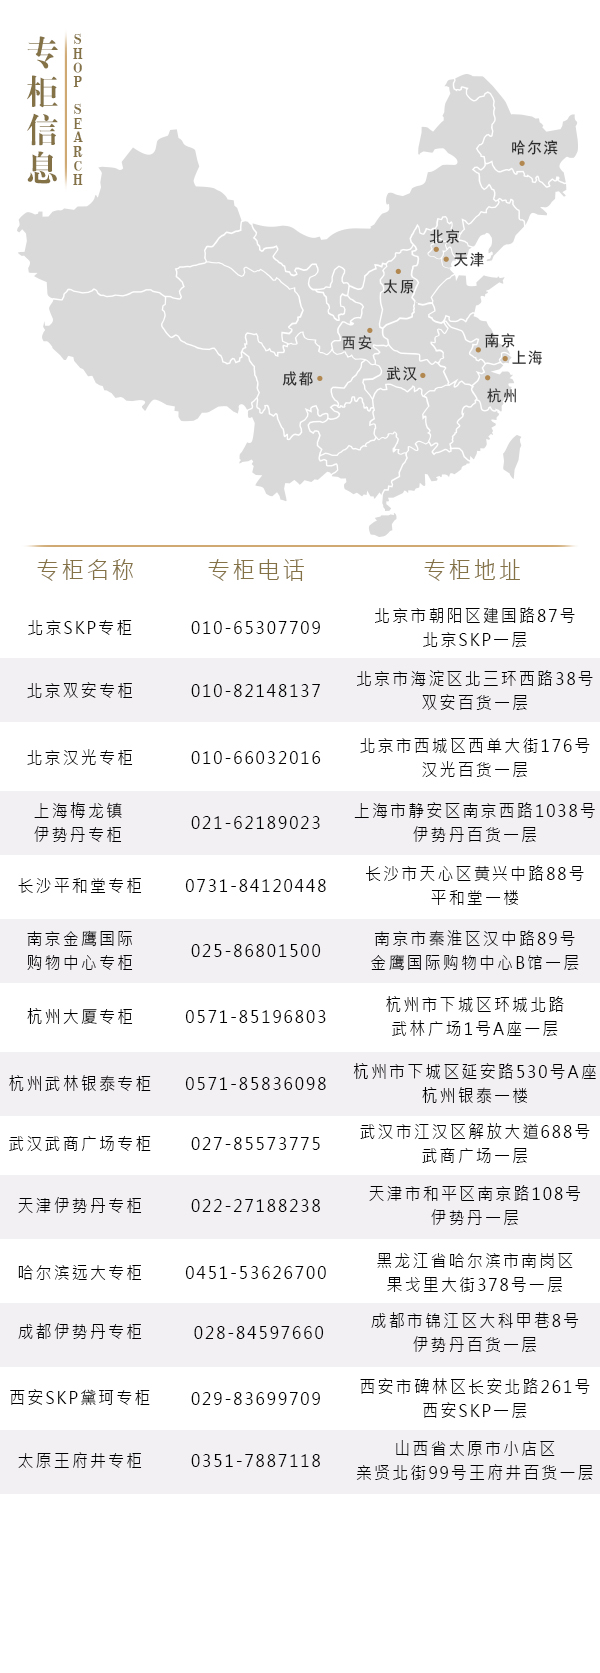 专柜信息
SHOP SEARCH
哈尔滨
北京
天津
太原
西安
南京
上海
成都
武汉
杭州
专柜名称 专柜电话 专柜地址
北京SKP专柜 010-65307709 北京市朝阳区建国路87号
北京SKP一层
北京双安专柜 010-82148137 北京市海淀区北三环西路38号
双安百货一层
北京汉光专柜 010-66032016 北京市西城区西单大街176号
汉光百货一层
上海梅龙镇
伊势丹专柜 021-62189023 上海市静安区南京西路1038号
伊势丹百货一层
长沙平和堂专柜 0731-84120448 长沙市天心区黄兴中路88号
平和堂一楼
南京金鹰国际
购物中心专柜 025-86801500 南京市秦淮区汉中路89号
金鹰国际购物中心B馆一层
杭州大厦专柜 0571-85196803 杭州市下城区环城北路
武林广场1号A座一层
杭州武林银泰专柜 0571-85836098 杭州市下城区延安路530号A座
杭州银泰一楼
武汉武商广场专柜 027-85573775 武汉市江汉区解放大道688号
武商广场一层
天津伊势丹专柜 022-27188238 天津市和平区南京路108号
伊势丹一层
哈尔滨远大专柜 0451-53626700 黑龙江省哈尔滨市南岗区
果戈里大街378号一层
成都伊势丹专柜 028-84597660 成都市锦江区大科甲巷8号
伊势丹百货一层
西安SKP黛珂专柜 029-83699709 西安市碑林区长安北路261号
西安SKP一层
太原王府井专柜 0351-7887118 山西省太原市小店区
亲贤北街99号王府井百货一层